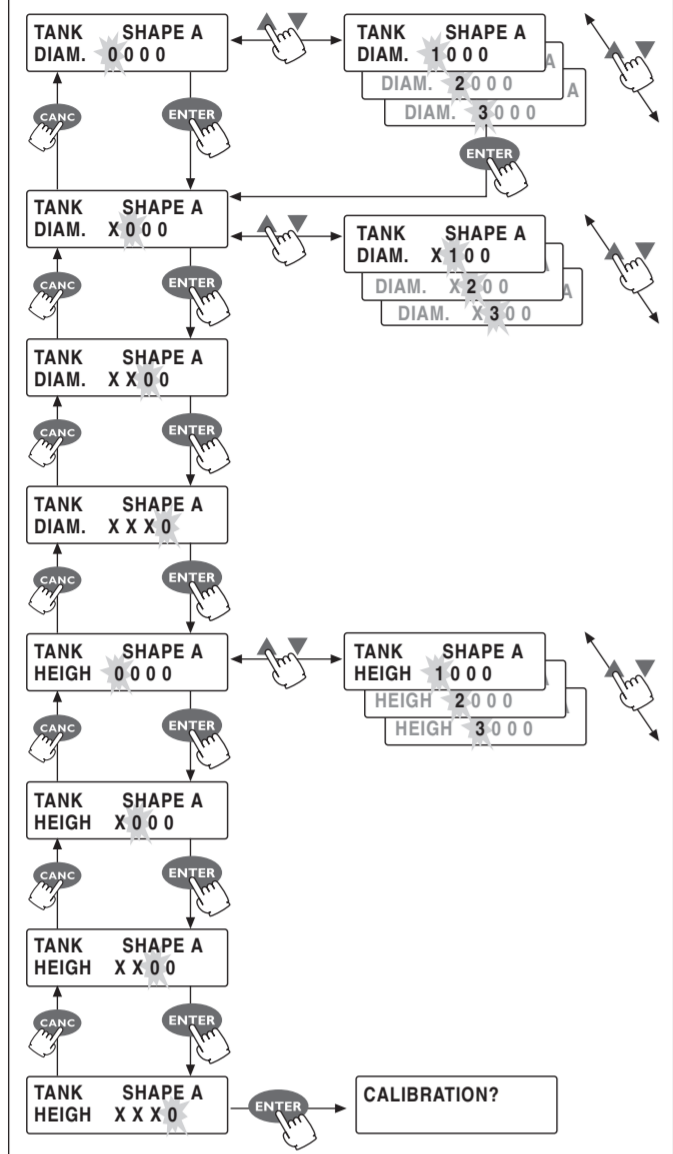 TANK SHAPE A
DIAM. 0 0 0 0
TANK SHAPE A
DIAM. 1 0 0 0
A
DIAM. 2 0 0 0
A
DIAM. 3 0 0 0
CANC
ENTER
ENTER
TANK SHAPE A
DIAM. X 0 0 0
TANK SHAPE A
DIAM. X 1 0 0
DIAM. X 2 0 0
A
DIAM. X 3 0 0
CANC
ENTER
TANK SHAPE A
DIAM. X X 0 0
CANC
ENTER
TANK SHAPE A
DIAM. X X X 0
CANC
ENTER
TANK SHAPE A
HEIGH 0 0 0 0
TANK SHAPE A
HEIGH 1 0 0 0
HEIGH 2 0 0 0
HEIGH 3 0 0 0
CANC
ENTER
TANK SHAPE A
HEIGH X 0 0 0
CANC
ENTER
TANK SHAPE A
HEIGH X X 0 0
CANC
ENTER
TANK SHAPE A
HEIGH X X X 0
ENTER
CALIBRATION?